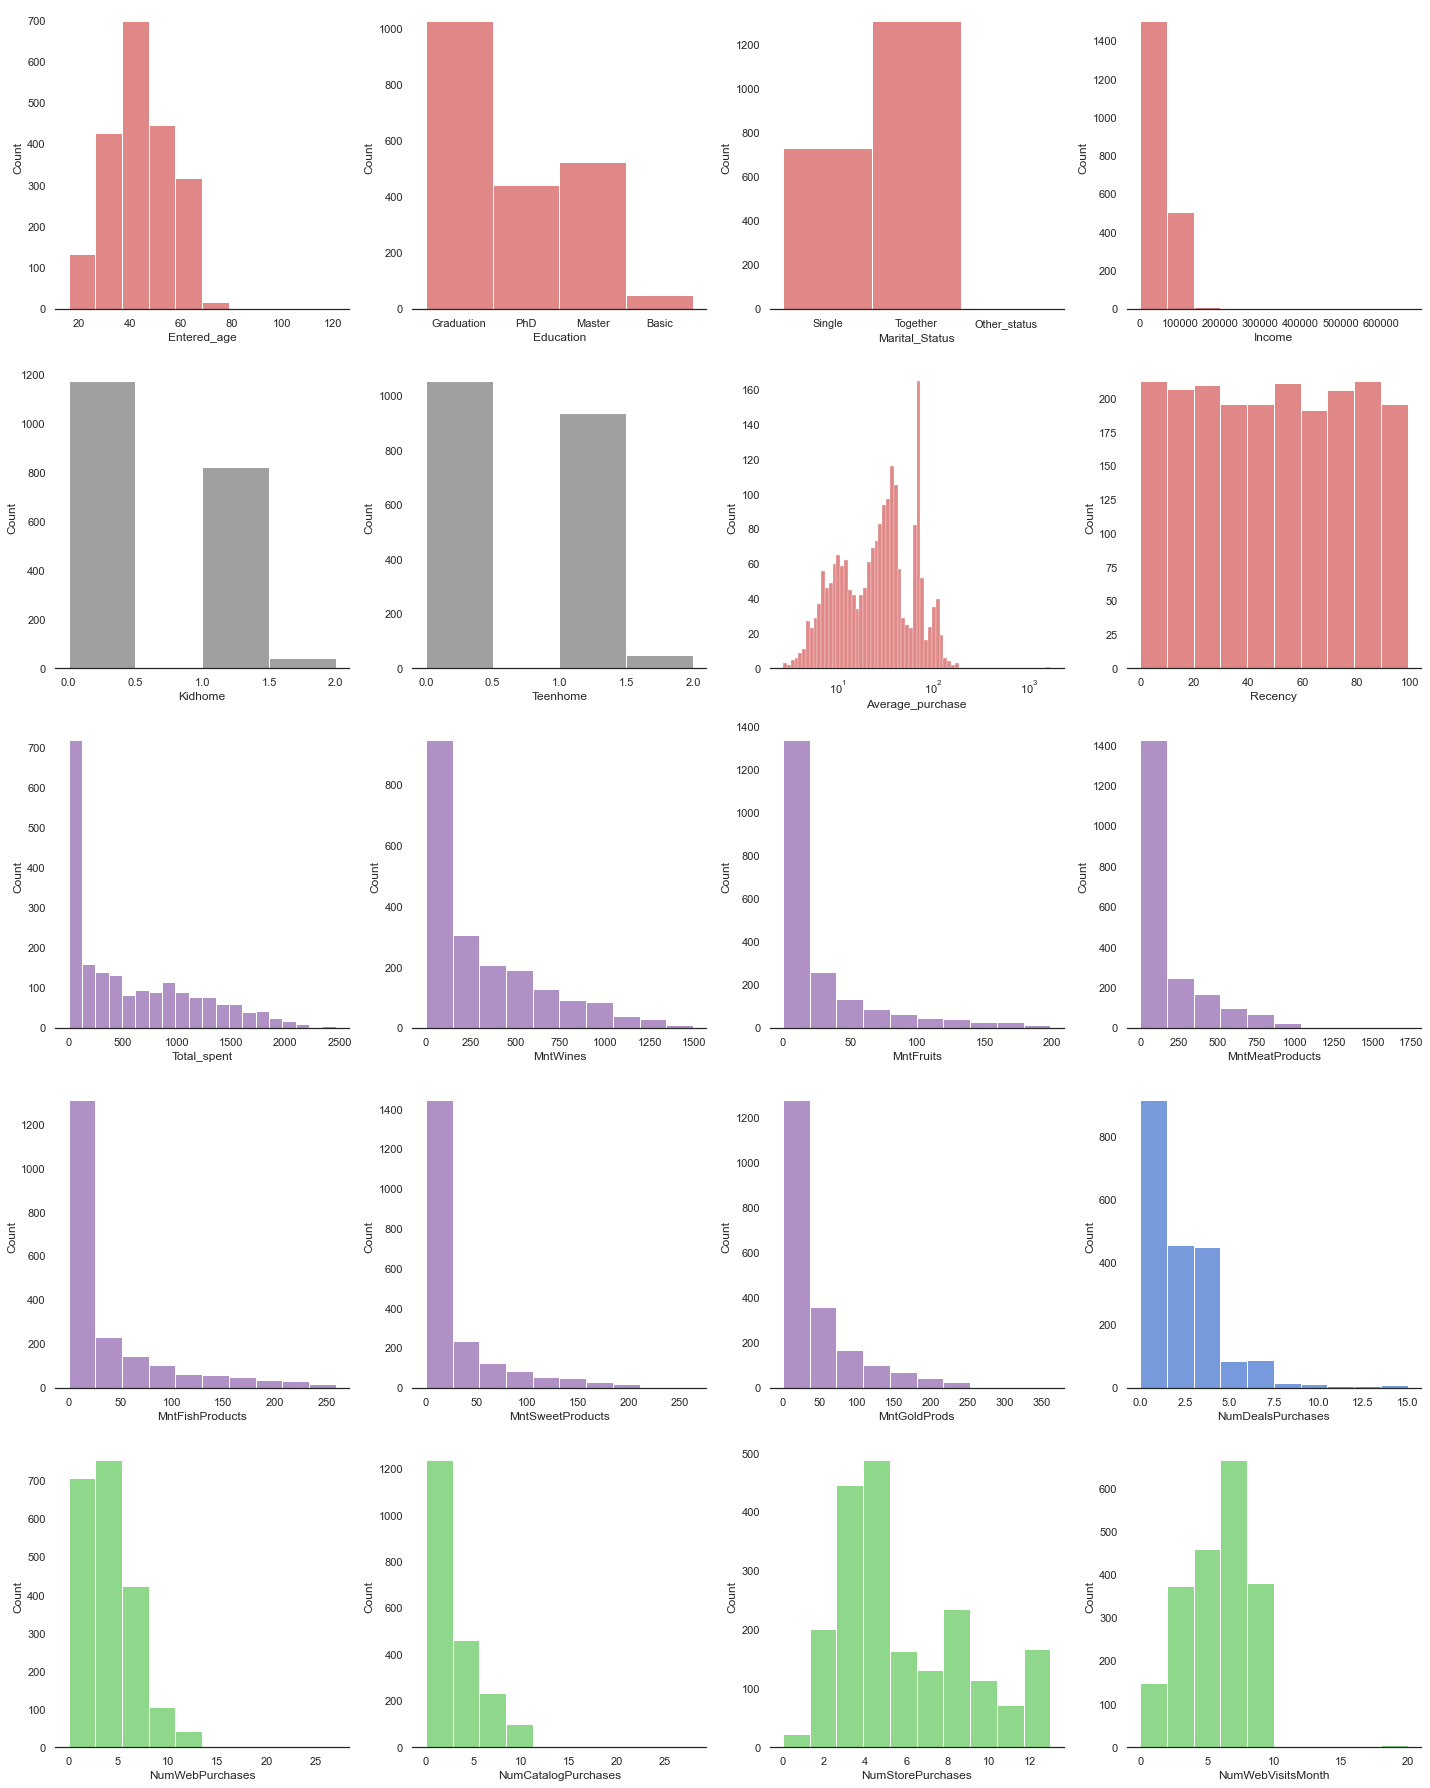 700
600
500
400
300
200
100
0
Count
20 40 60 80 100 120
Entered_age
1000
800
600
400
200
0
Count
Graduation PhD Master Basic
Education
1200
1000
800
600
400
200
0
Count
Single Together Other_status
Marital_Status
1400
1200
1000
800
600
400
200
0
Count
0 100000 200000 300000 400000 500000 600000
Income
1200
1000
800
600
400
200
0
Count
0.0 0.5 1.0 1.5 2.0
Kidhome
1000
800
600
400
200
0
Count
0.0 0.5 1.0 1.5 2.0
Teenhome
160
140
120
100
80
60
40
20
0
Count
10¹ 10² 10³
Average_purchase
200
175
150
125
100
75
50
25
0
Count
0 20 40 60 80 100
Recency
700
600
500
400
300
200
100
0
Count
0 500 1000 1500 2000 2500
Total_spent
800
600
400
200
0
Count
0 250 500 750 1000 1250 1500
MntWines
1400
1200
1000
800
600
400
200
0
Count
0 50 100 150 200
MntFruits
1400
1200
1000
800
600
400
200
0
Count
0 250 500 750 1000 1250 1500 1750
MntMeatProducts
1200
1000
800
600
400
200
0
Count
0 50 100 150 200 250
MntFishProducts
1400
1200
1000
800
600
400
200
0
Count
0 50 100 150 200 250
MntSweetProducts
1200
1000
800
600
400
200
0
Count
0 50 100 150 200 250 300 350
MntGoldProds
800
600
400
200
0
Count
0.0 2.5 5.0 7.5 10.0 12.5 15.0
NumDealsPurchases
700
600
500
400
300
200
100
0
Count
0 5 10 15 20 25
NumWebPurchases
1200
1000
800
600
400
200
0
Count
0 5 10 15 20 25
NumCatalogPurchases
500
400
300
200
100
0
Count
0 2 4 6 8 10 12
NumStorePurchases
600
500
400
300
200
100
0
Count
0 5 10 15 20
NumWebVisitsMonth